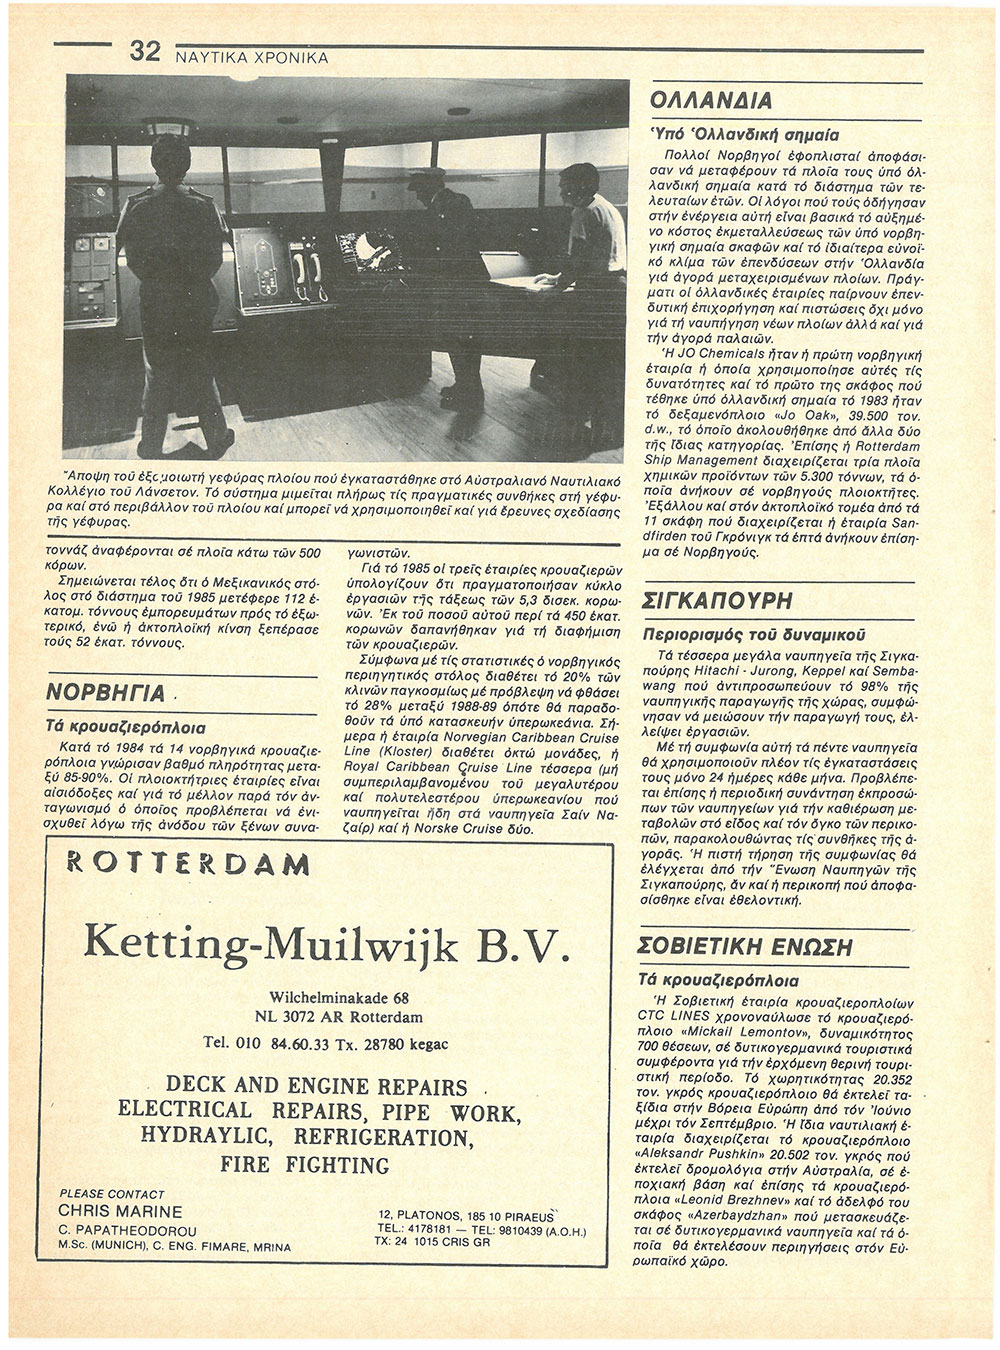 32 ΝΑΥΤΙΚΑ ΧΡΟΝΙΚΑ
Ἄποψη τοῦ ἐξομοιωτή γεφύρας πλοίου πού ἐγκαταστάθηκε στό Αὐστραλιανό Ναυτιλιακό
Κολλέγιο τοῦ Λάνσετον. Τό σύστημα μιμεῖται πλήρως τίς πραγματικές συνθῆκες στή γέφυ-
ρα καί στό περιβάλλον τοῦ πλοίου καί μπορεῖ νά χρησιμοποιηθεῖ καί γιά ἔρευνες σχεδίασης
τῆς γέφυρας.
τοννάζ ἀναφέρονται σέ πλοῖα κάτω τῶν 500
κόρων.
Σημειώνεται τέλος ὅτι ὁ Μεξικανικός στό-
λος στό διάστημα τοῦ 1985 μετέφερε 112 ἑ-
κατομ. τόννους ἐμπορευμάτων πρός τό ἐξω-
τερικό, ἐνῶ ἡ ἀκτοπλοϊκή κίνση ξεπέρασε
τούς 52 ἑκατ. τόννους.
ΝΟΡΒΗΓΙΑ
Τά κρουαζιερόπλοια
Κατά τό 1984 τά 14 νορβηγικά κρουαζιε-
ρόπλοια γνώρισαν βαθμό πληρότητας μετα-
ξύ 85-90%. Οἱ πλοιοκτήτριες ἑταιρίες εἶναι
αἰσιόδοξες καί γιά τό μέλλον παρά τόν ἀν-
ταγωνισμό ὁ ὁποῖος προβλέπεται νά ἐνι-
σχυθεῖ λόγω τῆς ἀνόδου τῶν ξένων συνα-
γωνιστῶν.
Γιά τό 1985 οἱ τρεῖς ἑταιρίες κρουαζιερῶν
ὑπολογίζουν ὅτι πραγματοποιήσαν κύκλο
ἐργασιῶν τῆς τάξεως τῶν 5,3 δισεκ. κορω-
νῶν. Ἐκ τοῦ ποσοῦ αὐτοῦ περί τά 450 ἑκατ.
κορωνῶν δαπανήθηκαν γιά τή διαφήμιση
τῶν κρουαζιερῶν.
Σύμφωνα μέ τίς στατιστικές ὁ νορβηγικός
περιηγητικός στόλος διαθέτει τό 20% τῶν
κλινῶν παγκοσμίως μέ πρόβλεψη νά φθάσει
τό 28% μεταξύ 1988-89 ὁπότε θά παραδο-
θοῦν τά ὑπό κατασκευήν ὑπερωκεάνια. Σή-
μερα ἡ ἑταιρία Norvegian Caribbean Cruise
Line (Kloster) διαθέτει ὀκτώ μονάδες, ἡ
Royal Caribbean Cruise Line τέσσερα (μή
συμπεριλαμβανομένου τοῦ μεγαλυτέρου
καί πολυτελεστέρου ὑπερωκεανίου πού
ναυπηγεῖται ἤδη στά ναυπηγεῖα Σαίν Να-
ζαίρ) καί ἡ Norske Cruise δύο.
ROTTERDAM
Ketting-Muilwijk B.V.
Wilchelminakade 68
NL 3072 AR Rotterdam
Tel. 010 84.60.33 Tx. 28780 kegac
DECK AND ENGINE REPAIRS
ELECTRICAL REPAIRS, PIPE WORK,
HYDRAYLIC, REFRIGERATION,
FIRE FIGHTING
PLEASE CONTACT
CHRIS MARINE
C. PAPATHEODOROU
M.Sc. (MUNICH), C. ENG. FIMARE, MRINA
12, PLATONOS, 185 10 PIRAEUS
TEL.: 4178181 — TEL: 9810439 (A.O.H.)
TX: 24 1015 CRIS GR
ΟΛΛΑΝΔΙΑ
Ὑπό Ὁλλανδική σημαία
Πολλοί Νορβηγοί ἐφοπλισταί ἀποφάσι-
σαν νά μεταφέρουν τά πλοῖα τους ὑπό ὁλ-
λανδική σημαία κατά τό διάστημα τῶν τε-
λευταίων ἐτῶν. Οἱ λόγοι πού τούς ὁδήγησαν
στήν ἐνέργεια αὐτή εἶναι βασικά τό αὐξημέ-
νο κόστος ἐκμεταλλεύσεως τῶν ὑπό νορβη-
γική σημαία σκαφῶν καί τό ἰδιαίτερα εὐνοϊ-
κό κλίμα τῶν ἐπενδύσεων στήν Ὁλλανδία
γιά ἀγορά μεταχειρισμένων πλοίων. Πράγ-
ματι οἱ ὁλλανδικές ἑταιρίες παίρνουν ἐπεν-
δυτική ἐπιχορήγηση καί πιστώσεις ὄχι μόνο
γιά τή ναυπήγηση νέων πλοίων ἀλλά καί γιά
τήν ἀγορά παλαιῶν.
Ἡ JO Chemicals ἦταν ἡ πρώτη νορβηγική
ἑταιρία ἡ ὁποία χρησιμοποίησε αὐτές τίς
δυνατότητες καί τό πρῶτο της σκάφος πού
τέθηκε ὑπό ὁλλανδική σημαία τό 1983 ἦταν
τό δεξαμενόπλοιο «Jo Oak», 39.500 τον.
d.w., τό ὁποῖο ἀκολουθήθηκε ἀπό ἄλλα δύο
τῆς ἴδιας κατηγορίας. Ἐπίσης ἡ Rotterdam
Ship Management διαχειρίζεται τρία πλοῖα
χημικῶν προϊόντων τῶν 5.300 τόννων, τά ὁ-
ποῖα ἀνήκουν σέ νορβηγούς πλοιοκτῆτες.
Ἐξάλλου καί στόν ἀκτοπλοϊκό τομέα ἀπό τά
11 σκάφη πού διαχειρίζεται ἡ ἑταιρία San-
dfirden τοῦ Γκρόνιγκ τά ἑπτά ἀνήκουν ἐπίση-
μα σέ Νορβηγούς.
ΣΙΓΚΑΠΟΥΡΗ
Περιορισμός τοῦ δυναμικοῦ
Τά τέσσερα μεγάλα ναυπηγεῖα τῆς Σιγκα-
πούρης Hitachi - Jurong, Keppel καί Semba-
wang πού ἀντιπροσωπεύουν τό 98% τῆς
ναυπηγικῆς παραγωγῆς τῆς χώρας, συμφώ-
νησαν νά μειώσουν τήν παραγωγή τους, ἐλ-
λείψει ἐργασιῶν.
Μέ τή συμφωνία αὐτή τά πέντε ναυπηγεῖα
θά χρησιμοποιοῦν πλέον τίς ἐγκαταστάσεις
τους μόνο 24 ἡμέρες κάθε μήνα. Προβλέπε-
ται ἐπίσης ἡ περιοδική συνάντηση ἐκπροσώ-
πων τῶν ναυπηγείων γιά τήν καθιέρωση με-
ταβολῶν στό εἶδος καί τόν ὄγκο τῶν περικο-
πῶν, παρακολουθώντας τίς συνθῆκες τῆς ἀ-
γορᾶς. Ἡ πιστή τήρηση τῆς συμφωνίας θά
ἐλέγχεται ἀπό τήν Ἕνωση Ναυπηγῶν τῆς
Σιγκαπούρης, ἄν καί ἡ περικοπή πού ἀποφα-
σίσθηκε εἶναι ἐθελοντική.
ΣΟΒΙΕΤΙΚΗ ΕΝΩΣΗ
Τά κρουαζιερόπλοια
Ἡ Σοβιετική ἑταιρία κρουαζιεροπλοίων
CTC LINES χρονοναύλωσε τό κρουαζιερό-
πλοιο «Mickail Lemontov», δυναμικότητος
700 θέσεων, σέ δυτικογερμανικά τουριστικά
συμφέροντα γιά τήν ἐρχόμενη θερινή τουρι-
στική περίοδο. Τό χωρητικότητας 20.352
τον. γκρός κρουαζιερόπλοιο θά ἐκτελεῖ τα-
ξίδια στήν Βόρεια Εὐρώπη ἀπό τόν Ἰούνιο
μέχρι τόν Σεπτέμβριο. Ἡ ἴδια ναυτιλιακή ἑ-
ταιρία διαχειρίζεται τό κρουαζιερόπλοιο
«Aleksandr Pushkin» 20.502 τον. γκρός πού
ἐκτελεῖ δρομολόγια στήν Αὐστραλία, σέ ἐ-
ποχιακή βάση καί ἐπίσης τά κρουαζιερό-
πλοια «Leonid Brezhnev» καί τό ἀδελφό του
σκάφος «Azerbaydzhan» πού μετασκευάζε-
ται σέ δυτικογερμανικά ναυπηγεῖα καί τά ὁ-
ποῖα θά ἐκτελέσουν περιηγήσεις στόν Εὐ-
ρωπαϊκό χῶρο.